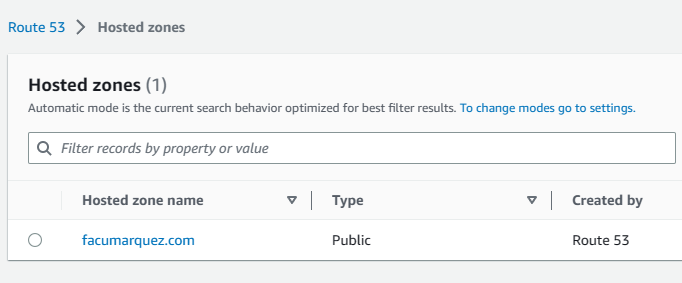 Route 53 > Hosted zones
Hosted zones (1)
Automatic mode is the current search behavior optimized for best filter results. To change modes go to settings.
Filter records by property or value
Hosted zone name Type Created by
facumarquez.com Public Route 53